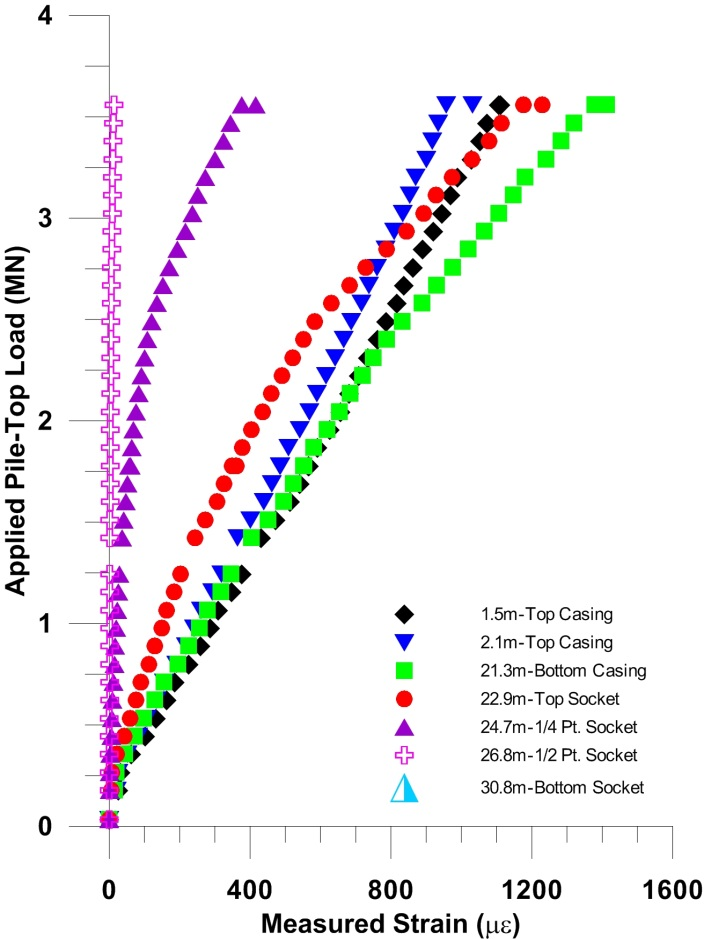 4
3
2
1
0
Applied Pile-Top Load (MN)
1.5m-Top Casing
2.1m-Top Casing
21.3m-Bottom Casing
22.9m-Top Socket
24.7m-1/4 Pt. Socket
26.8m-1/2 Pt. Socket
30.8m-Bottom Socket
0 400 800 1200 1600
Measured Strain (με)